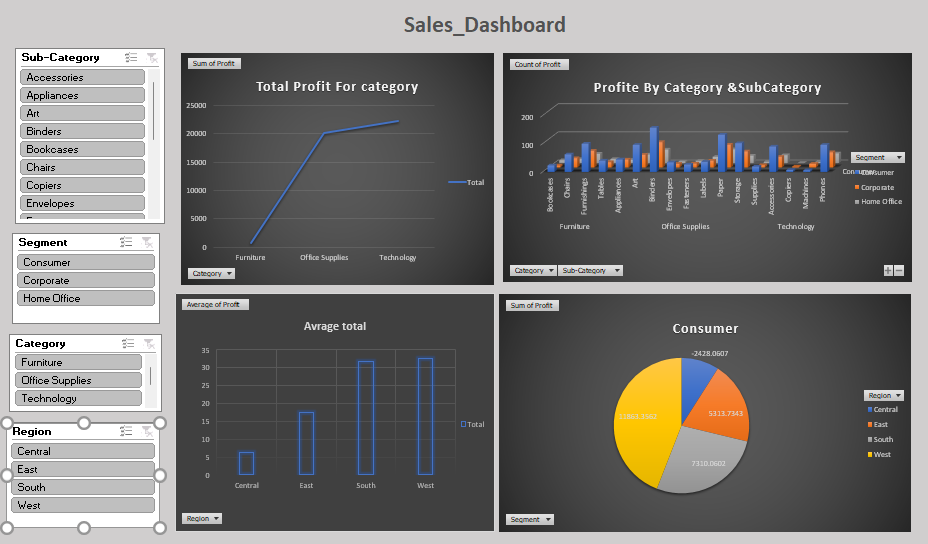 Sales_Dashboard
Sub-Category
Accessories
Appliances
Art
Binders
Bookcases
Chairs
Copiers
Envelopes
Segment
Consumer
Corporate
Home Office
Category
Furniture
Office Supplies
Technology
Region
Central
East
South
West
Sum of Profit
Total Profit For category
25000
20000
15000
10000
5000
0
Furniture
Office Supplies
Technology
Total
Category
Count of Profit
Profite By Category &SubCategory
200
100
0
Bookcases
Chairs
Furnishings
Tables
Appliances
Art
Binders
Envelopes
Fasteners
Labels
Paper
Storage
Supplies
Accessories
Copiers
Machines
Phones
Furniture
Office Supplies
Technology
Segment
Consumer
Corporate
Home Office
Category
Sub-Category
Average of Profit
Avrage total
35
30
25
20
15
10
5
0
Central
East
South
West
Total
Region
Sum of Profit
Consumer
-2428.0607
5313.7343
7310.0602
Region
Central
East
South
West
Segment